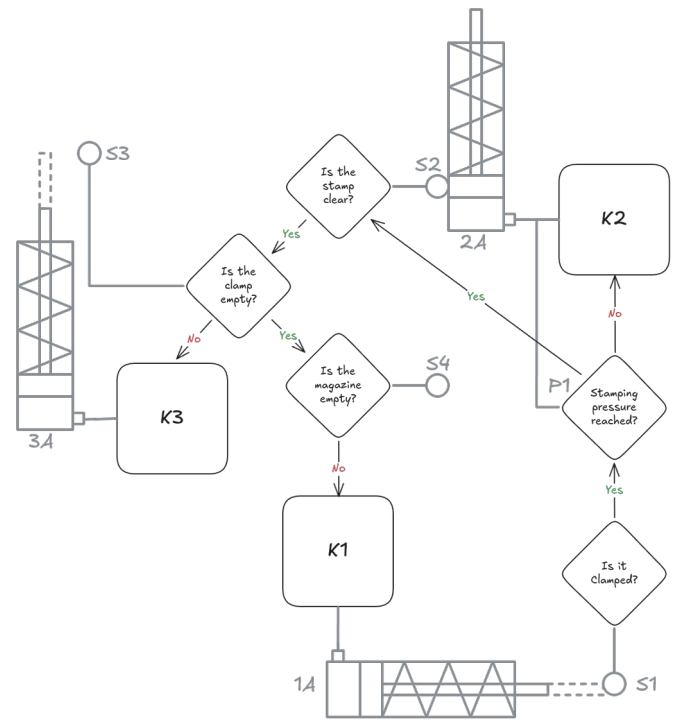 S3
Is the
stamp
clear?
S2
K2
2A
Yes
Is the
clamp
empty?
Yes
No
Yes
No
Is the
magazine
empty?
S4
P1
Stamping
pressure
reached?
K3
3A
No
Yes
K1
Is it
Clamped?
1A
S1